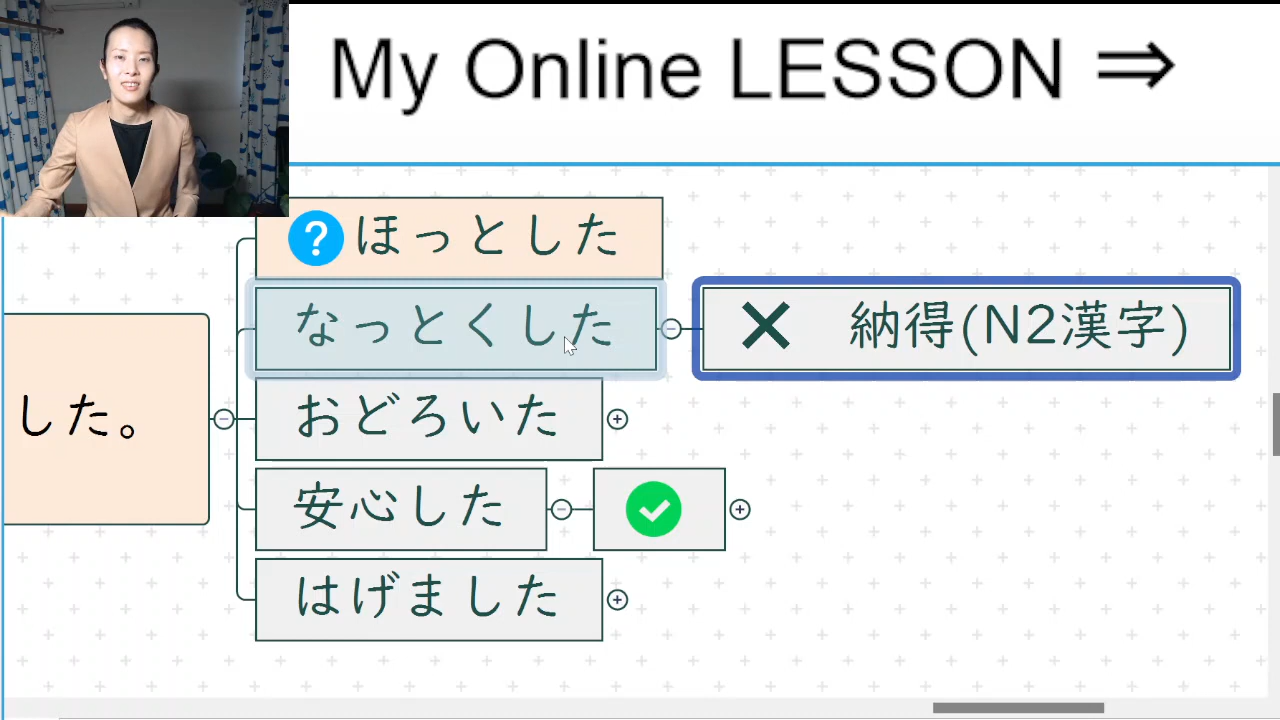 My Online LESSON ⇒
ほっとした
なっとくした
✕ 納得(N2漢字)
した。
おどろいた
安心した
はげました